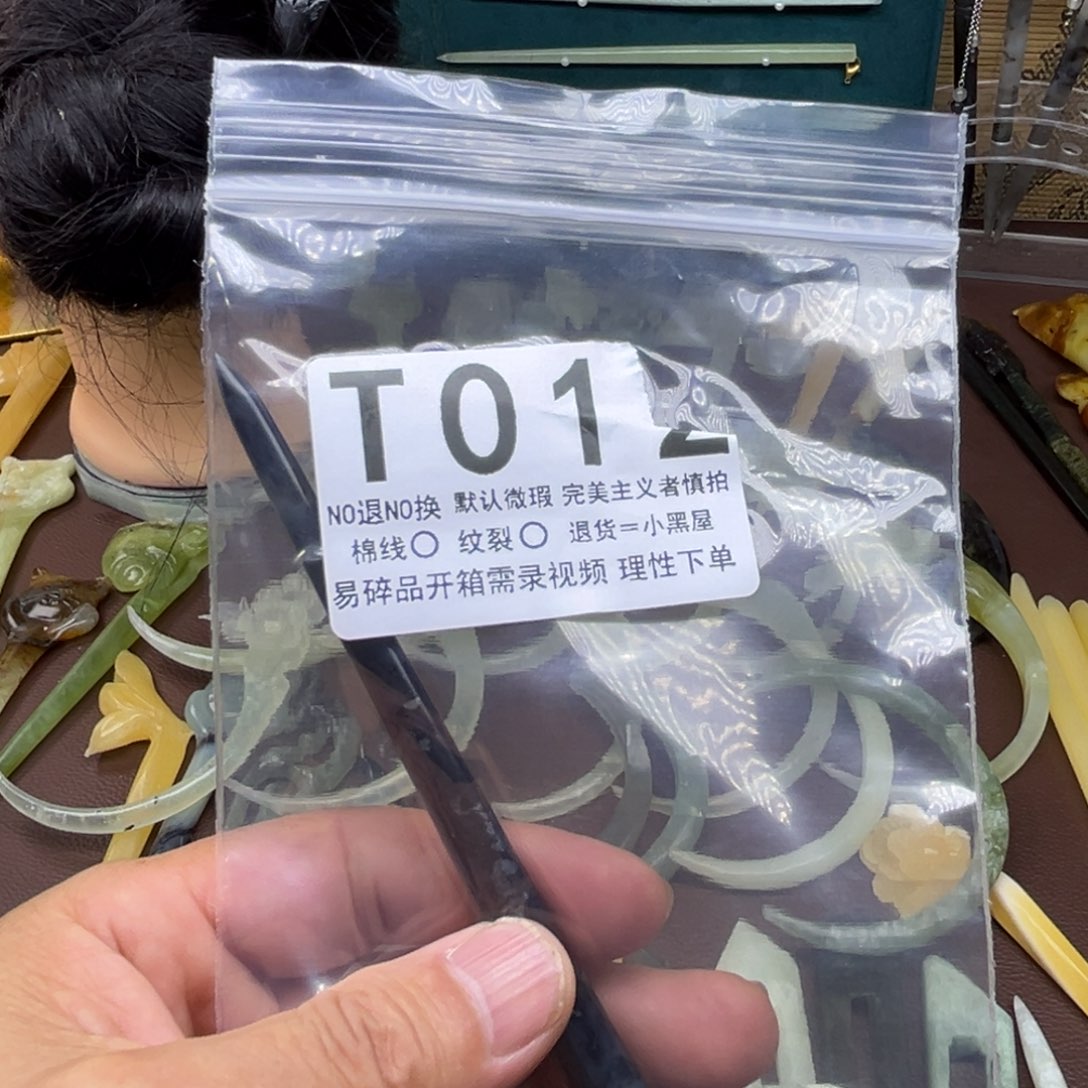 T012
NO退NO换 默认微瑕 完美主义者慎拍
棉线○ 纹裂○ 退货=小黑屋
易碎品开箱需录视频 理性下单